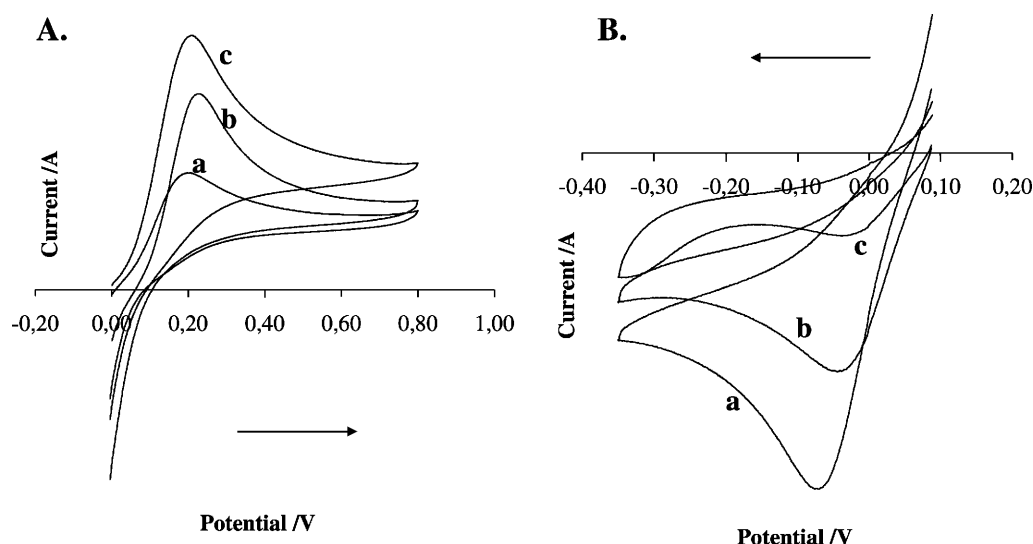 A.
c
b
a
Current /A
-0,20 0,00 0,20 0,40 0,60 0,80 1,00
Potential /V
B.
-0,40 -0,30 -0,20 -0,10 0,00 0,10 0,20
c
Current /A
b
a
Potential /V